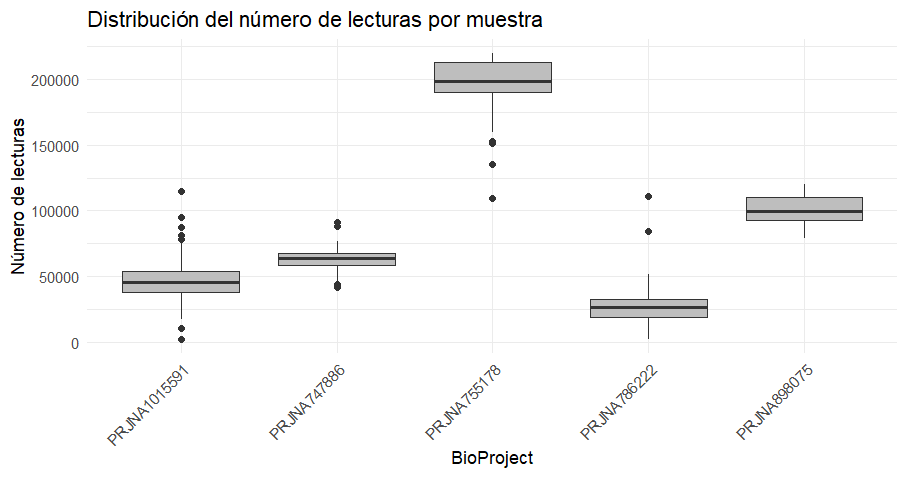 Distribución del número de lecturas por muestra
Número de lecturas
200000
150000
100000
50000
0
PRJNA1015591
PRJNA747886
PRJNA755178
PRJNA786222
PRJNA898075
BioProject